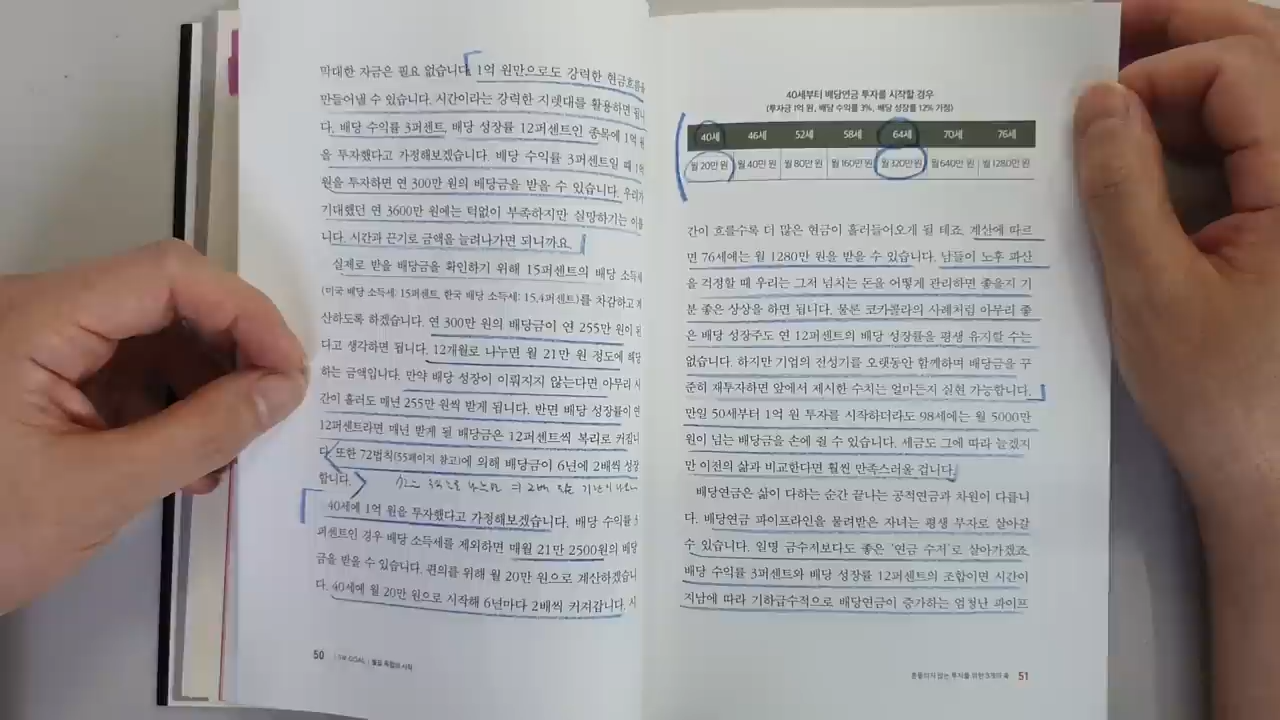 막대한 자금은 필요 없습니다. 1억 원만으로도 강력한 현금흐름을
만들어낼 수 있습니다. 시간이라는 강력한 지렛대를 활용하면 됩니
다. 배당 수익률 3퍼센트, 배당 성장률 12퍼센트인 종목에 1억 원
을 투자했다고 가정해보겠습니다. 배당 수익률 3퍼센트일 때 1억
원을 투자하면 연 300만 원의 배당금을 받을 수 있습니다. 우리가
기대했던 연 3600만 원에는 턱없이 부족하지만 실망하기는 이릅
니다. 시간과 끈기로 금액을 늘려나가면 되니까요.
실제로 받을 배당금을 확인하기 위해 15퍼센트의 배당 소득세
(미국 배당 소득세: 15퍼센트, 한국 배당 소득세: 15.4퍼센트)를 차감하고 계
산하도록 하겠습니다. 연 300만 원의 배당금이 연 255만 원이 된
다고 생각하면 됩니다. 12개월로 나누면 월 21만 원 정도에 해당
하는 금액입니다. 만약 배당 성장이 이뤄지지 않는다면 아무리 시
간이 흘러도 매년 255만 원씩 받게 됩니다. 반면 배당 성장률이 연
12퍼센트라면 매년 받게 될 배당금은 12퍼센트씩 복리로 커집니
다. 또한 72법칙(55페이지 참고)에 의해 배당금이 6년에 2배씩 성장
합니다.
40세에 1억 원을 투자했다고 가정해보겠습니다. 배당 수익률 3
퍼센트인 경우 배당 소득세를 제외하면 매월 21만 2500원의 배당
금을 받을 수 있습니다. 편의를 위해 월 20만 원으로 계산하겠습니
다. 40세에 월 20만 원으로 시작해 6년마다 2배씩 커져갑니다. 시
50 월급 독립의 시작
40세부터 배당연금 투자를 시작할 경우
(투자금 1억 원, 배당 수익률 3%, 배당 성장률 12% 가정)
40세 46세 52세 58세 64세 70세 76세
월 20만 원 월 40만 원 월 80만 원 월 160만 원 월 320만 원 월 640만 원 월 1280만 원
간이 흐를수록 더 많은 현금이 흘러들어오게 될 테죠. 계산에 따르
면 76세에는 월 1280만 원을 받을 수 있습니다. 남들이 노후 파산
을 걱정할 때 우리는 그저 넘치는 돈을 어떻게 관리하면 좋을지 기
분 좋은 상상을 하면 됩니다. 물론 코카콜라의 사례처럼 아무리 좋
은 배당 성장주도 연 12퍼센트의 배당 성장률을 평생 유지할 수는
없습니다. 하지만 기업의 전성기를 오랫동안 함께하며 배당금을 꾸
준히 재투자하면 앞에서 제시한 수치는 얼마든지 실현 가능합니다.
만일 50세부터 1억 원 투자를 시작하더라도 98세에는 월 5000만
원이 넘는 배당금을 손에 쥘 수 있습니다. 세금도 그에 따라 늘겠지
만 이전의 삶과 비교한다면 훨씬 만족스러울 겁니다.
배당연금은 삶이 다하는 순간 끝나는 공적연금과 차원이 다릅니
다. 배당연금 파이프라인을 물려받은 자녀는 평생 부자로 살아갈
수 있습니다. 일명 금수저보다도 좋은 '연금 수저'로 살아가겠죠.
배당 수익률 3퍼센트와 배당 성장률 12퍼센트의 조합이면 시간이
지남에 따라 기하급수적으로 배당연금이 증가하는 엄청난 파이프
흔들리지 않는 투자를 위한 3개의 축 51